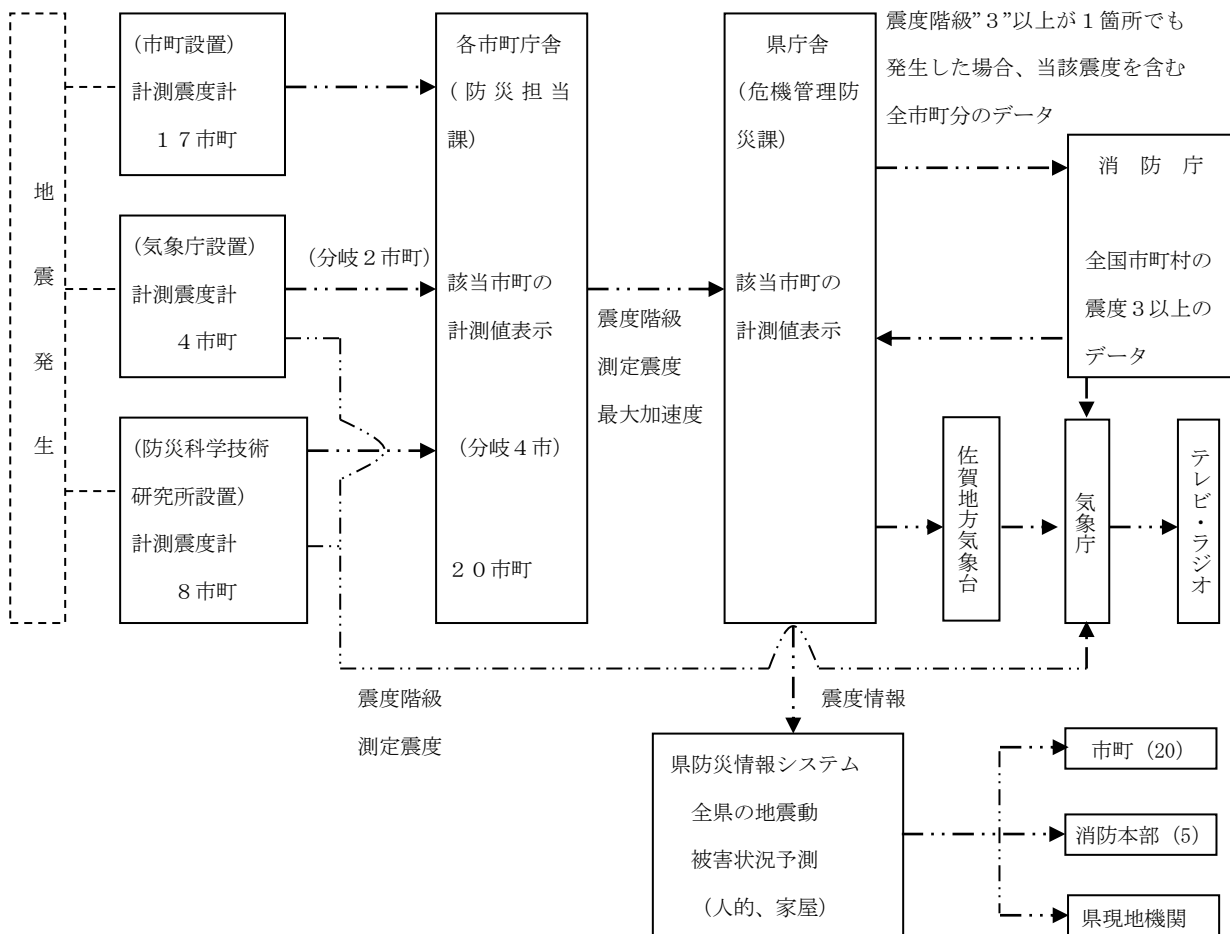 地震発生
(市町設置)
計測震度計
１７市町
(気象庁設置)
計測震度計
４市町
(防災科学技術
研究所設置)
計測震度計
８市町
(分岐２市町)
各市町庁舎
(防災担当
課)
該当市町の
計測値表示
(分岐４市)
２０市町
震度階級
測定震度
最大加速度
県庁舎
(危機管理防
災課)
該当市町の
計測値表示
震度階級”３”以上が１箇所でも
発生した場合、当該震度を含む
全市町分のデータ
消防庁
全国市町村の
震度３以上の
データ
佐賀地方気象台
気象庁
テレビ・ラジオ
震度階級
測定震度
震度情報
県防災情報システム
全県の地震動
被害状況予測
(人的、家屋)
市町 (20)
消防本部 (5)
県現地機関